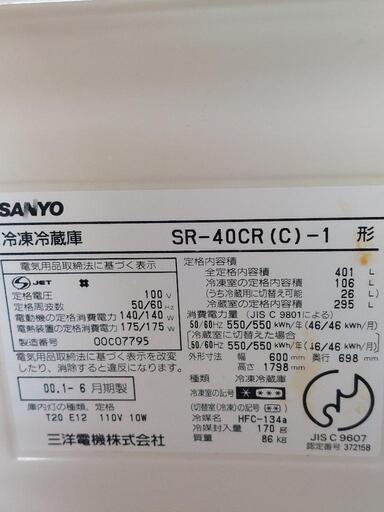 SANYO
冷凍冷蔵庫 SR-40CR(C)-1 形
電気用品取締法に基づく表示
JET
定格電圧 100 V
定格周波数 50/60 Hz
電動機の定格消費電力 140/140 W
電熱装置の定格消費電力 175/175 W
製造番号 00C07795
電気用品取締法に基づく表示を改変
したり、消除すると違反になります。
00.1-6月期製
庫内灯の種類、定格
T20 E12 110V 10W
三洋電機株式会社
定格内容積
全定格内容積 401 L
冷凍室の定格内容積 106 L
(うち冷蔵用に切替え可能 26 L)
冷蔵室の定格内容積 295 L
消費電力量(JIS C 9801による)
50/60Hz 550/550 kWh/年(46/46 kWh/月)
「冷蔵室に切替えた場合
50/60Hz 550/550 kWh/年(46/46 kWh/月)」
外形寸法 幅 600mm 奥行 698mm
高さ 1798mm
種類 冷凍冷蔵庫
冷凍室の記号
(切替室(冷凍)の記号)
冷媒名 HFC-134a
冷媒封入量 170g
質量 86kg
JIS C 9607
認定番号 372158